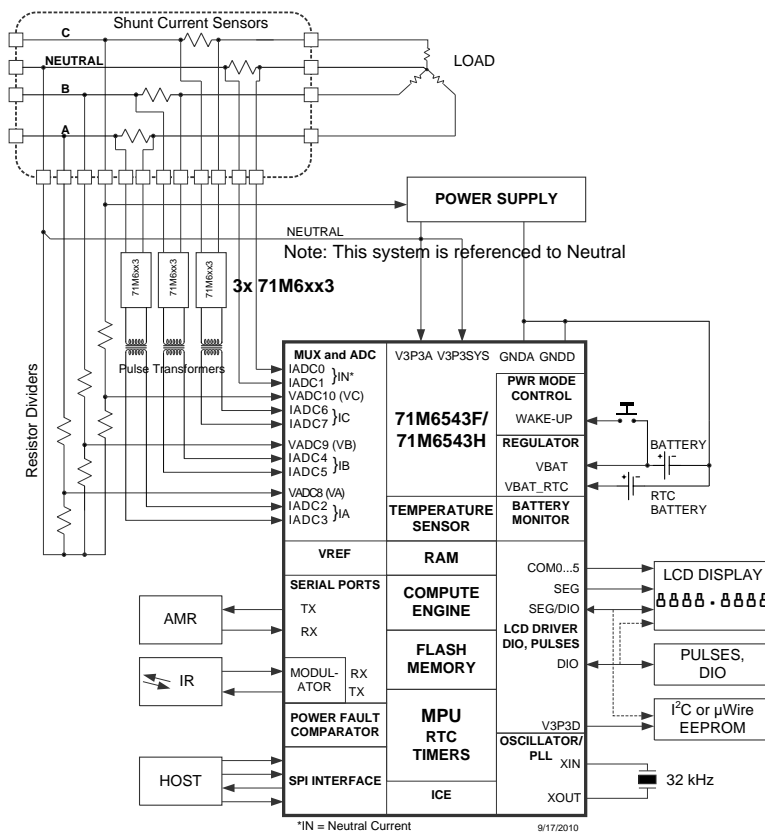 Shunt Current Sensors
C
NEUTRAL
B
A
LOAD
POWER SUPPLY
NEUTRAL
Note: This system is referenced to Neutral
71M6xx3
71M6xx3
71M6xx3
3x 71M6xx3
Pulse Transformers
Resistor Dividers
MUX and ADC
IADC0
IADC1
}IN*
VADC10 (VC)
IADC6
IADC7
}IC
VADC9 (VB)
IADC4
IADC5
}IB
VADC8 (VA)
IADC2
IADC3
}IA
V3P3A V3P3SYS GNDA GNDD
71M6543F/
71M6543H
PWR MODE
CONTROL
WAKE-UP
REGULATOR
VBAT
VBAT_RTC
BATTERY
RTC
BATTERY
TEMPERATURE
SENSOR
BATTERY
MONITOR
VREF
RAM
SERIAL PORTS
TX
RX
AMR
COMPUTE
ENGINE
COM0...5
SEG
SEG/DIO
LCD DRIVER
DIO, PULSES
DIO
LCD DISPLAY
8888.8888
FLASH
MEMORY
PULSES,
DIO
IR
MODUL-
ATOR
RX
TX
POWER FAULT
COMPARATOR
MPU
RTC
TIMERS
V3P3D
I²C or µWire
EEPROM
OSCILLATOR/
PLL
XIN
XOUT
32 kHz
HOST
SPI INTERFACE
ICE
*IN = Neutral Current
9/17/2010